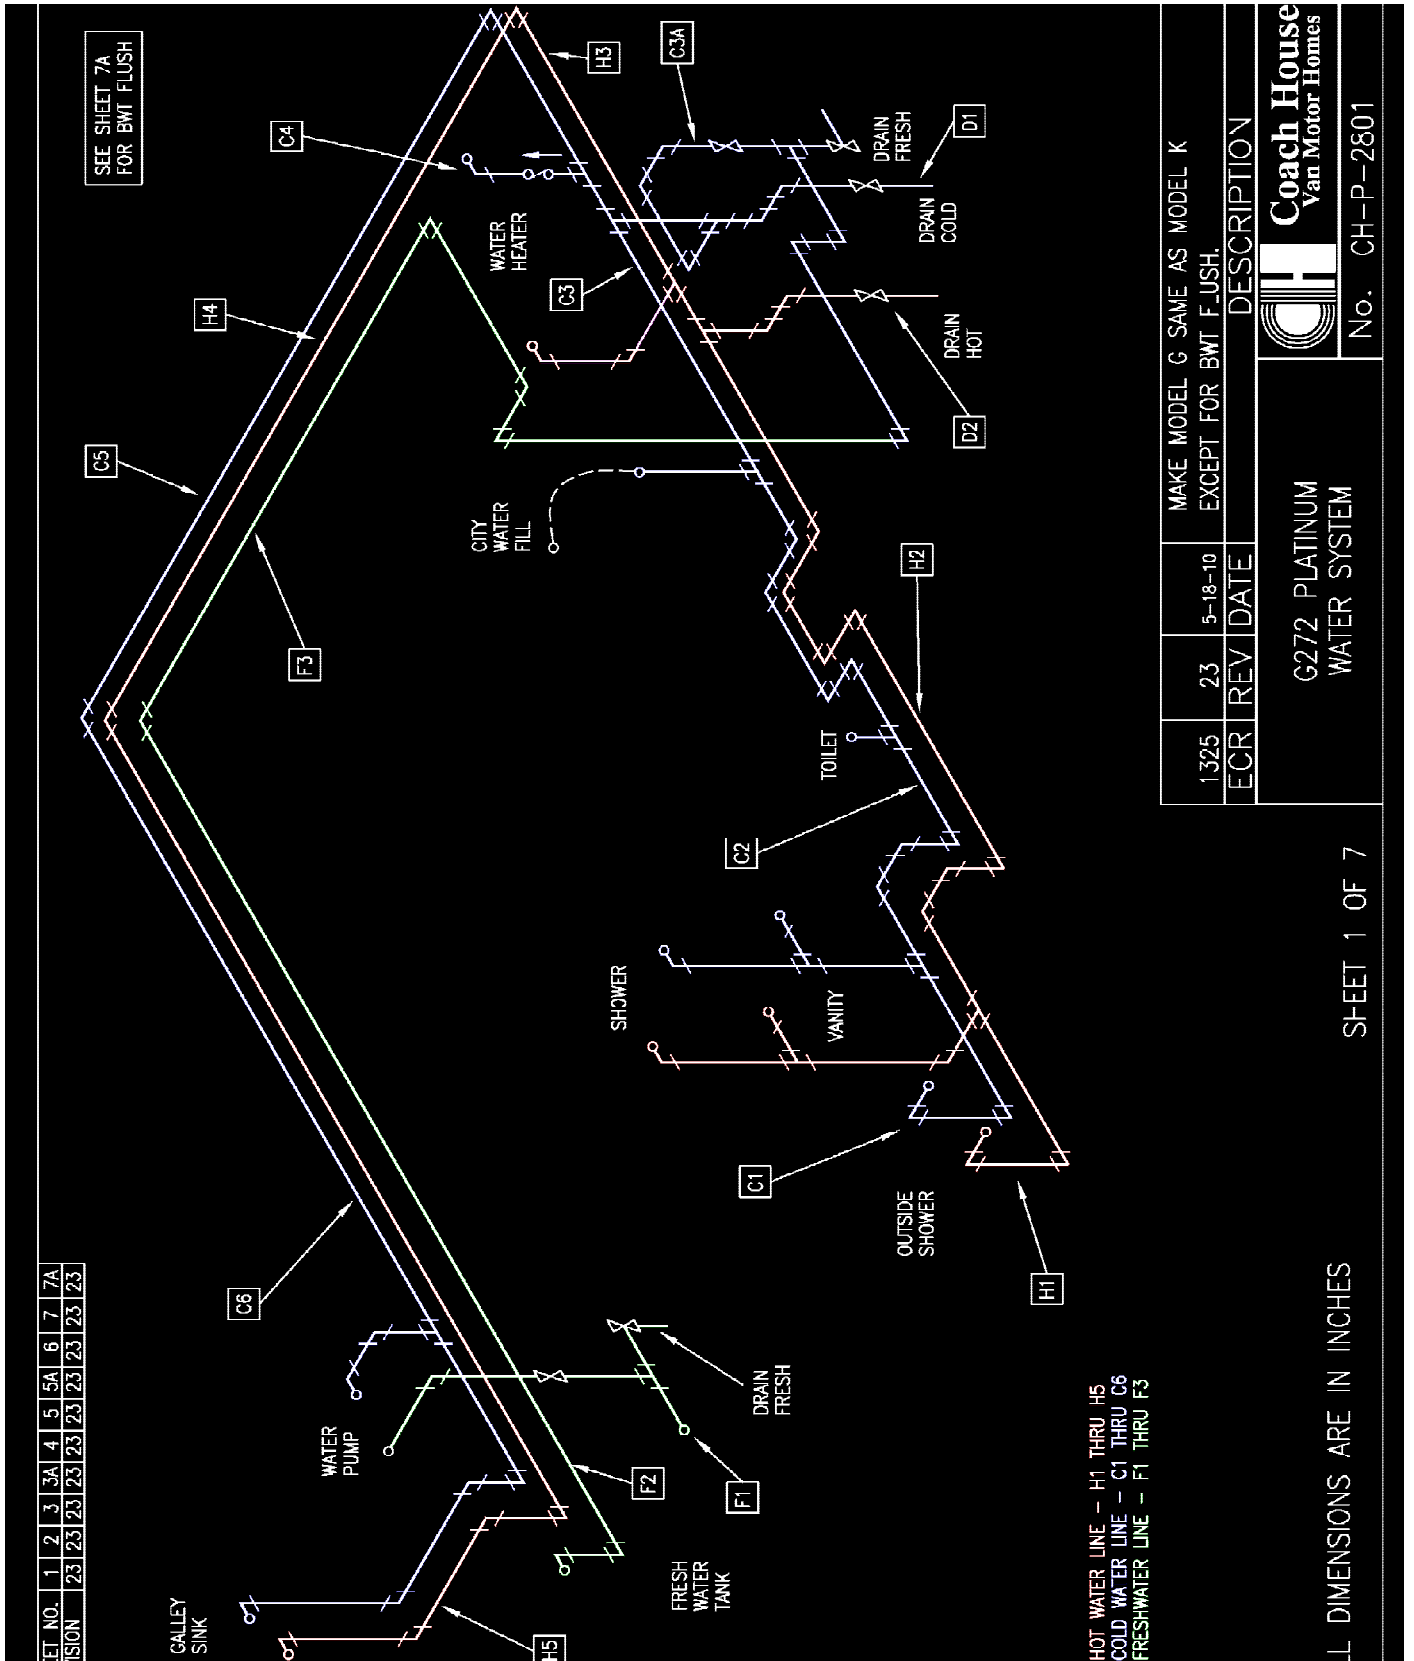 SEE SHEET 7A
FOR BWT FLUSH
C4
H3
C3A
D1
DRAIN
FRESH
DRAIN
COLD
WATER
HEATER
C3
H4
DRAIN
HOT
D2
C5
CITY
WATER
FILL
F3
H2
TOILET
C2
SHOWER
VANITY
C1
OUTSIDE
SHOWER
H1
C6
WATER
PUMP
DRAIN
FRESH
F2
F1
FRESH
WATER
TANK
GALLEY
SINK
H5
ET NO. 1 2 3 3A 4 5 5A 6 7 7A
ISION 23 23 23 23 23 23 23 23 23 23
HOT WATER LINE - H1 THRU H5
COLD WATER LINE - C1 THRU C6
FRESHWATER LINE - F1 THRU F3
LL DIMENSIONS ARE IN INCHES
SHEET 1 OF 7
1325 23 5-18-10 MAKE MODEL G SAME AS MODEL K
EXCEPT FOR BWT FLUSH.
ECR REV DATE DESCRIPTION
G272 PLATINUM
WATER SYSTEM
Coach House
Van Motor Homes
No. CH-P-2801